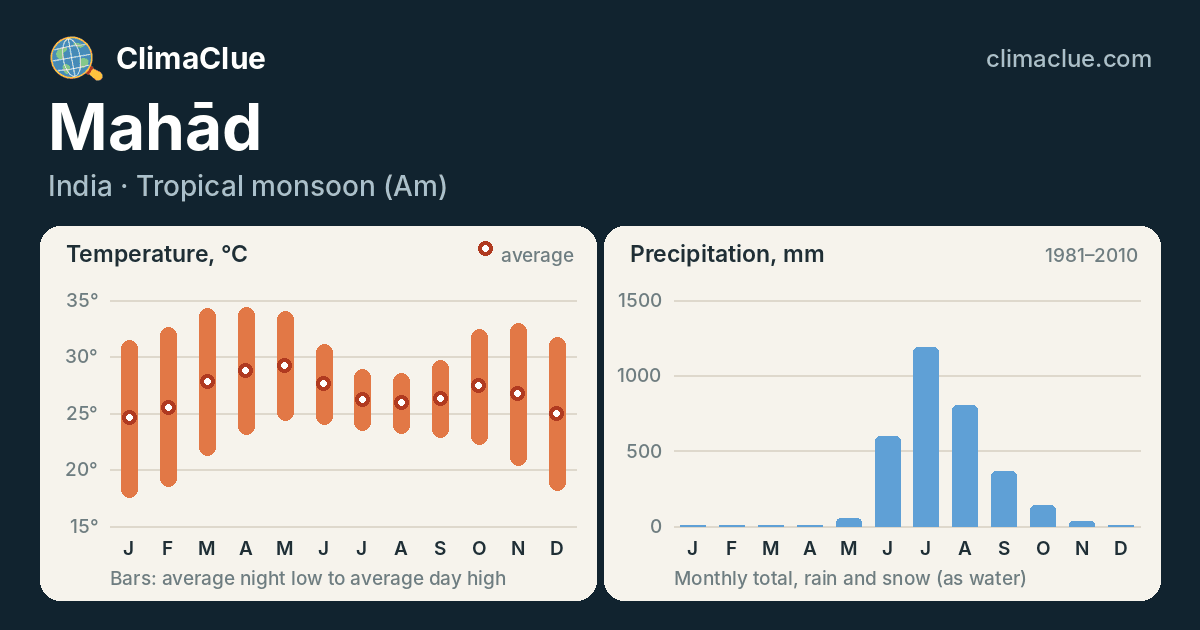 ClimaClue
climaclue.com
Mahād
India · Tropical monsoon (Am)
Temperature, °C
average
35°
30°
25°
20°
15°
J F M A M J J A S O N D
Bars: average night low to average day high
Precipitation, mm
1981–2010
1500
1000
500
0
J F M A M J J A S O N D
Monthly total, rain and snow (as water)